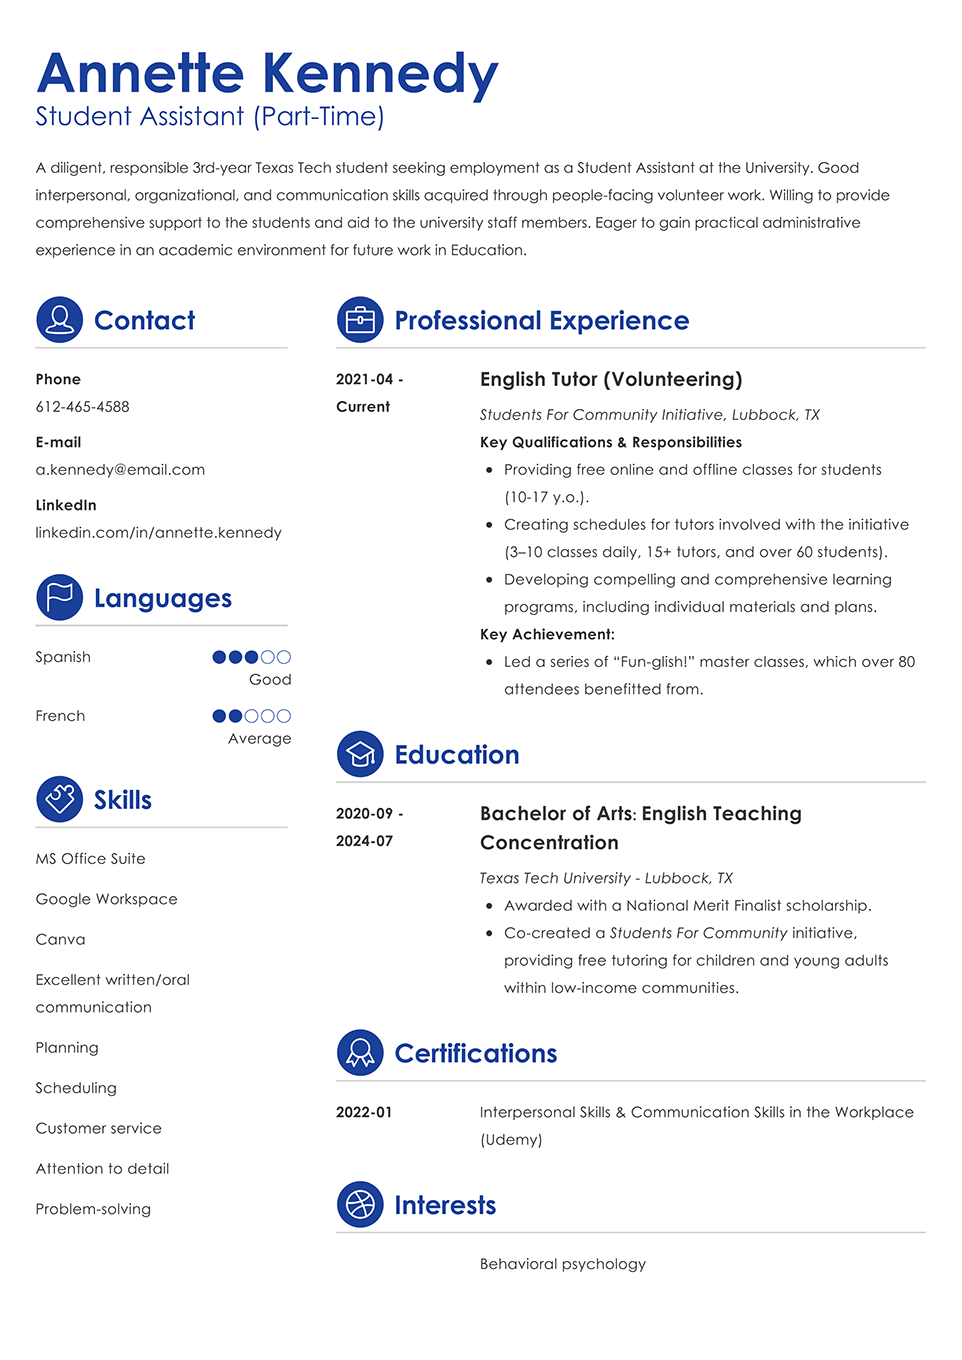 Annette Kennedy
Student Assistant (Part-Time)
A diligent, responsible 3rd-year Texas Tech student seeking employment as a Student Assistant at the University. Good
interpersonal, organizational, and communication skills acquired through people-facing volunteer work. Willing to provide
comprehensive support to the students and aid to the university staff members. Eager to gain practical administrative
experience in an academic environment for future work in Education.
Contact
Phone
612-465-4588
E-mail
a.kennedy@email.com
LinkedIn
linkedin.com/in/annette.kennedy
Languages
Spanish
Good
French
Average
Skills
MS Office Suite
Google Workspace
Canva
Excellent written/oral
communication
Planning
Scheduling
Customer service
Attention to detail
Problem-solving
Professional Experience
2021-04 -
Current
English Tutor (Volunteering)
Students For Community Initiative, Lubbock, TX
Key Qualifications & Responsibilities
• Providing free online and offline classes for students
(10-17 y.o.).
• Creating schedules for tutors involved with the initiative
(3–10 classes daily, 15+ tutors, and over 60 students).
• Developing compelling and comprehensive learning
programs, including individual materials and plans.
Key Achievement:
• Led a series of “Fun-glish!” master classes, which over 80
attendees benefitted from.
Education
2020-09 -
2024-07
Bachelor of Arts: English Teaching
Concentration
Texas Tech University - Lubbock, TX
• Awarded with a National Merit Finalist scholarship.
• Co-created a Students For Community initiative,
providing free tutoring for children and young adults
within low-income communities.
Certifications
2022-01
Interpersonal Skills & Communication Skills in the Workplace
(Udemy)
Interests
Behavioral psychology